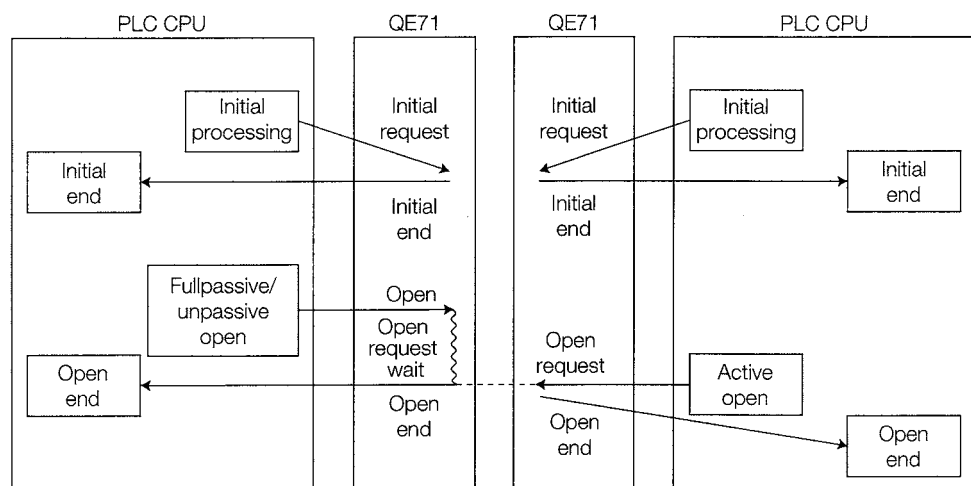 PLC CPU
QE71
QE71
PLC CPU
Initial
processing
Initial
request
Initial
request
Initial
processing
Initial
end
Initial
end
Initial
end
Initial
end
Fullpassive/
unpassive
open
Open
Open
request
wait
Open
request
Open
end
Active
open
Open
end
Open
end
Open
end